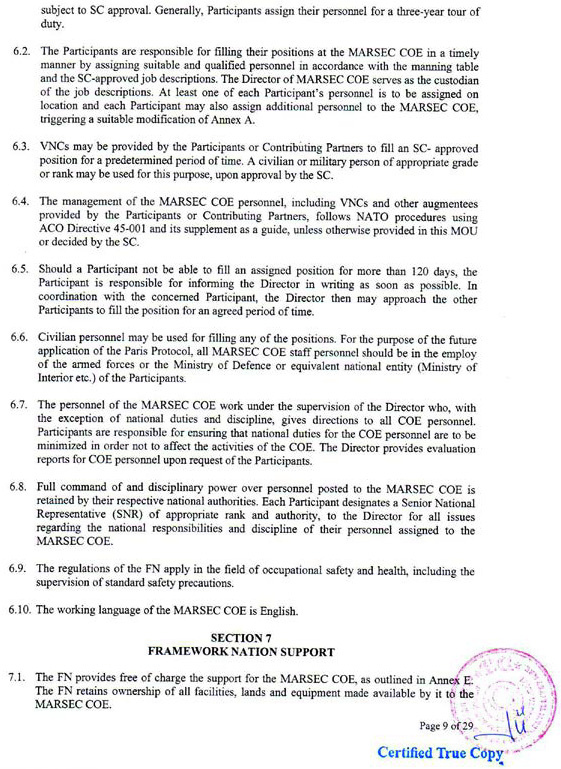 subject to SC approval. Generally, Participants assign their personnel for a three-year tour of
duty.
6.2. The Participants are responsible for filling their positions at the MARSEC COE in a timely
manner by assigning suitable and qualified personnel in accordance with the manning table
and the SC-approved job descriptions. The Director of MARSEC COE serves as the custodian
of the job descriptions. At least one of each Participant's personnel is to be assigned on
location and each Participant may also assign additional personnel to the MARSEC COE,
triggering a suitable modification of Annex A.
6.3. VNCs may be provided by the Participants or Contributing Partners to fill an SC- approved
position for a predetermined period of time. A civilian or military person of appropriate grade
or rank may be used for this purpose, upon approval by the SC.
6.4. The management of the MARSEC COE personnel, including VNCs and other augmentees
provided by the Participants or Contributing Partners, follows NATO procedures using
ACO Directive 45-001 and its supplement as a guide, unless otherwise provided in this MOU
or decided by the SC.
6.5. Should a Participant not be able to fill an assigned position for more than 120 days, the
Participant is responsible for informing the Director in writing as soon as possible. In
coordination with the concerned Participant, the Director then may approach the other
Participants to fill the position for an agreed period of time.
6.6. Civilian personnel may be used for filling any of the positions. For the purpose of the future
application of the Paris Protocol, all MARSEC COE staff personnel should be in the employ
of the armed forces or the Ministry of Defence or equivalent national entity (Ministry of
Interior etc.) of the Participants.
6.7. The personnel of the MARSEC COE work under the supervision of the Director who, with
the exception of national duties and discipline, gives directions to all COE personnel.
Participants are responsible for ensuring that national duties for the COE personnel are to be
minimized in order not to affect the activities of the COE. The Director provides evaluation
reports for COE personnel upon request of the Participants.
6.8. Full command of and disciplinary power over personnel posted to the MARSEC COE is
retained by their respective national authorities. Each Participant designates a Senior National
Representative (SNR) of appropriate rank and authority, to the Director for all issues
regarding the national responsibilities and discipline of their personnel assigned to the
MARSEC COE.
6.9. The regulations of the FN apply in the field of occupational safety and health, including the
supervision of standard safety precautions.
6.10. The working language of the MARSEC COE is English.
SECTION 7
FRAMEWORK NATION SUPPORT
7.1. The FN provides free of charge the support for the MARSEC COE, as outlined in Annex E.
The FN retains ownership of all facilities, lands and equipment made available by it to the
MARSEC COE.
Page 9 of 29
Certified True Copy